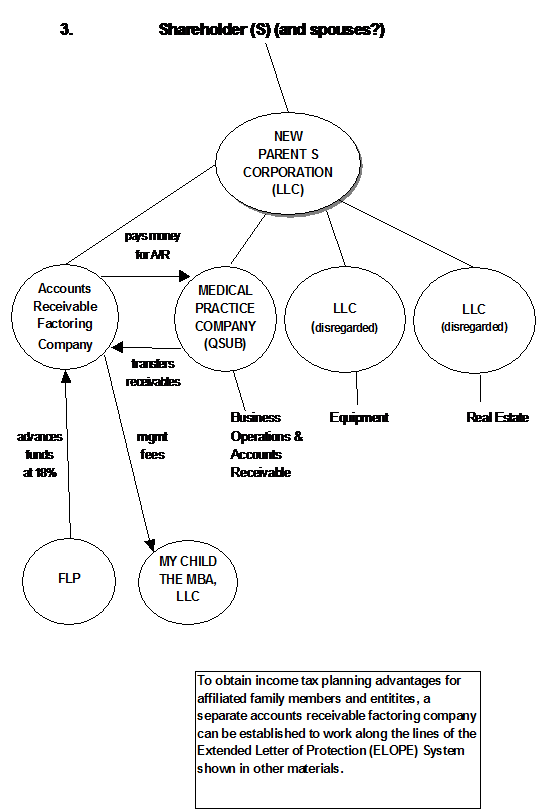 3. Shareholder (S) (and spouses?)
NEW
PARENT S
CORPORATION
(LLC)
pays money
for A/R
Accounts
Receivable
Factoring
Company
MEDICAL
PRACTICE
COMPANY
(QSUB)
LLC
(disregarded)
LLC
(disregarded)
transfers
receivables
Business
Operations &
Accounts
Receivable
Equipment
Real Estate
advances
funds
at 18%
mgmt
fees
FLP
MY CHILD
THE MBA,
LLC
To obtain income tax planning advantages for
affiliated family members and entitites, a
separate accounts receivable factoring company
can be established to work along the lines of the
Extended Letter of Protection (ELOPE) System
shown in other materials.